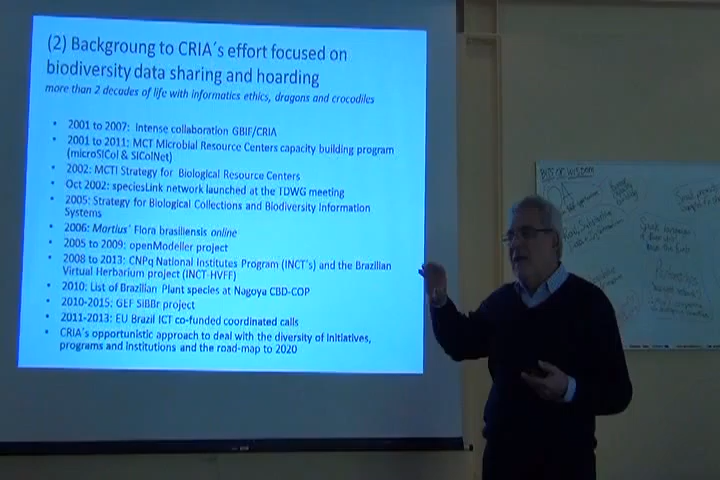 (2) Backgroung to CRIA´s effort focused on
biodiversity data sharing and hoarding
more than 2 decades of life with informatics ethics, dragons and crocodiles
• 2001 to 2007: Intense collaboration GBIF/CRIA
• 2001 to 2011: MCT Microbial Resource Centers capacity building program
(microSICol & SIColNet)
• 2002: MCTI Strategy for Biological Resource Centers
• Oct 2002: speciesLink network launched at the TDWG meeting
• 2005: Strategy for Biological Collections and Biodiversity Information
Systems
• 2006: Martius' Flora brasiliensis online
• 2005 to 2009: openModeller project
• 2008 to 2013: CNPq National Institutes Program (INCT's) and the Brazilian
Virtual Herbarium project (INCT-HVFF)
• 2010: List of Brazilian Plant species at Nagoya CBD-COP
• 2010-2015: GEF SiBBr project
• 2011-2013: EU Brazil ICT co-funded coordinated calls
• CRIA´s opportunistic approach to deal with the diversity of initiatives,
programs and institutions and the road-map to 2020